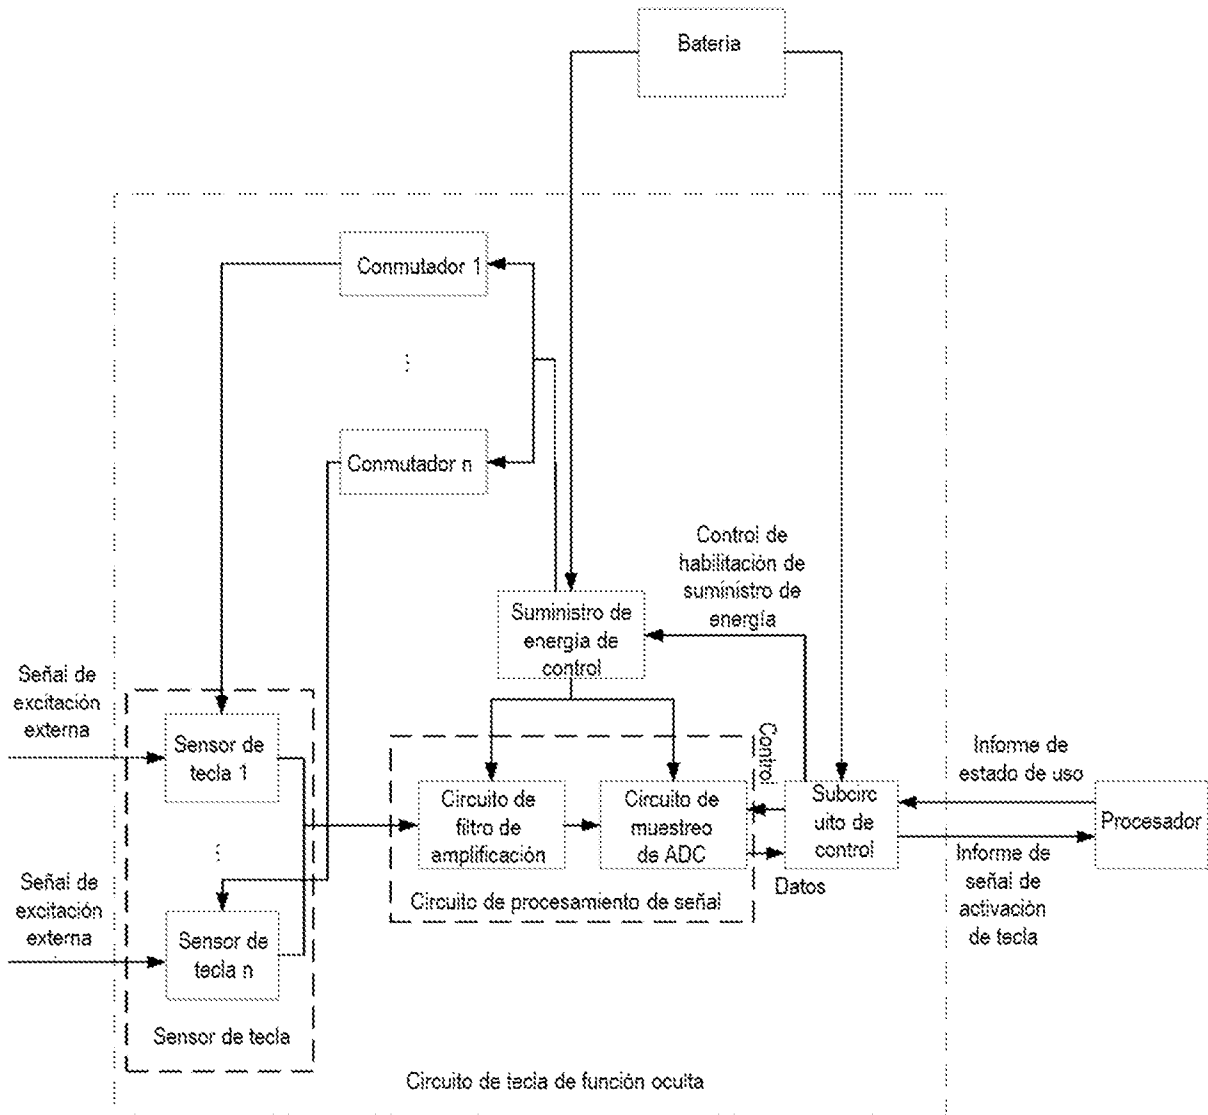 Bateria
Conmutador 1
⋮
Conmutador n
Control de
habilitación de
suministro de
energía
Suministro de
energía de
control
Señal de
excitación
externa
Sensor de
tecla 1
⋮
Señal de
excitación
externa
Sensor de
tecla n
Sensor de tecla
Circuito de
filtro de
amplificación
Circuito de
muestreo
de ADC
Circuito de procesamiento de señal
Control
Datos
Subcirc
uito de
control
Informe de
estado de uso
Informe de
señal de
activación
de tecla
Procesador
Circuito de tecla de función oculta